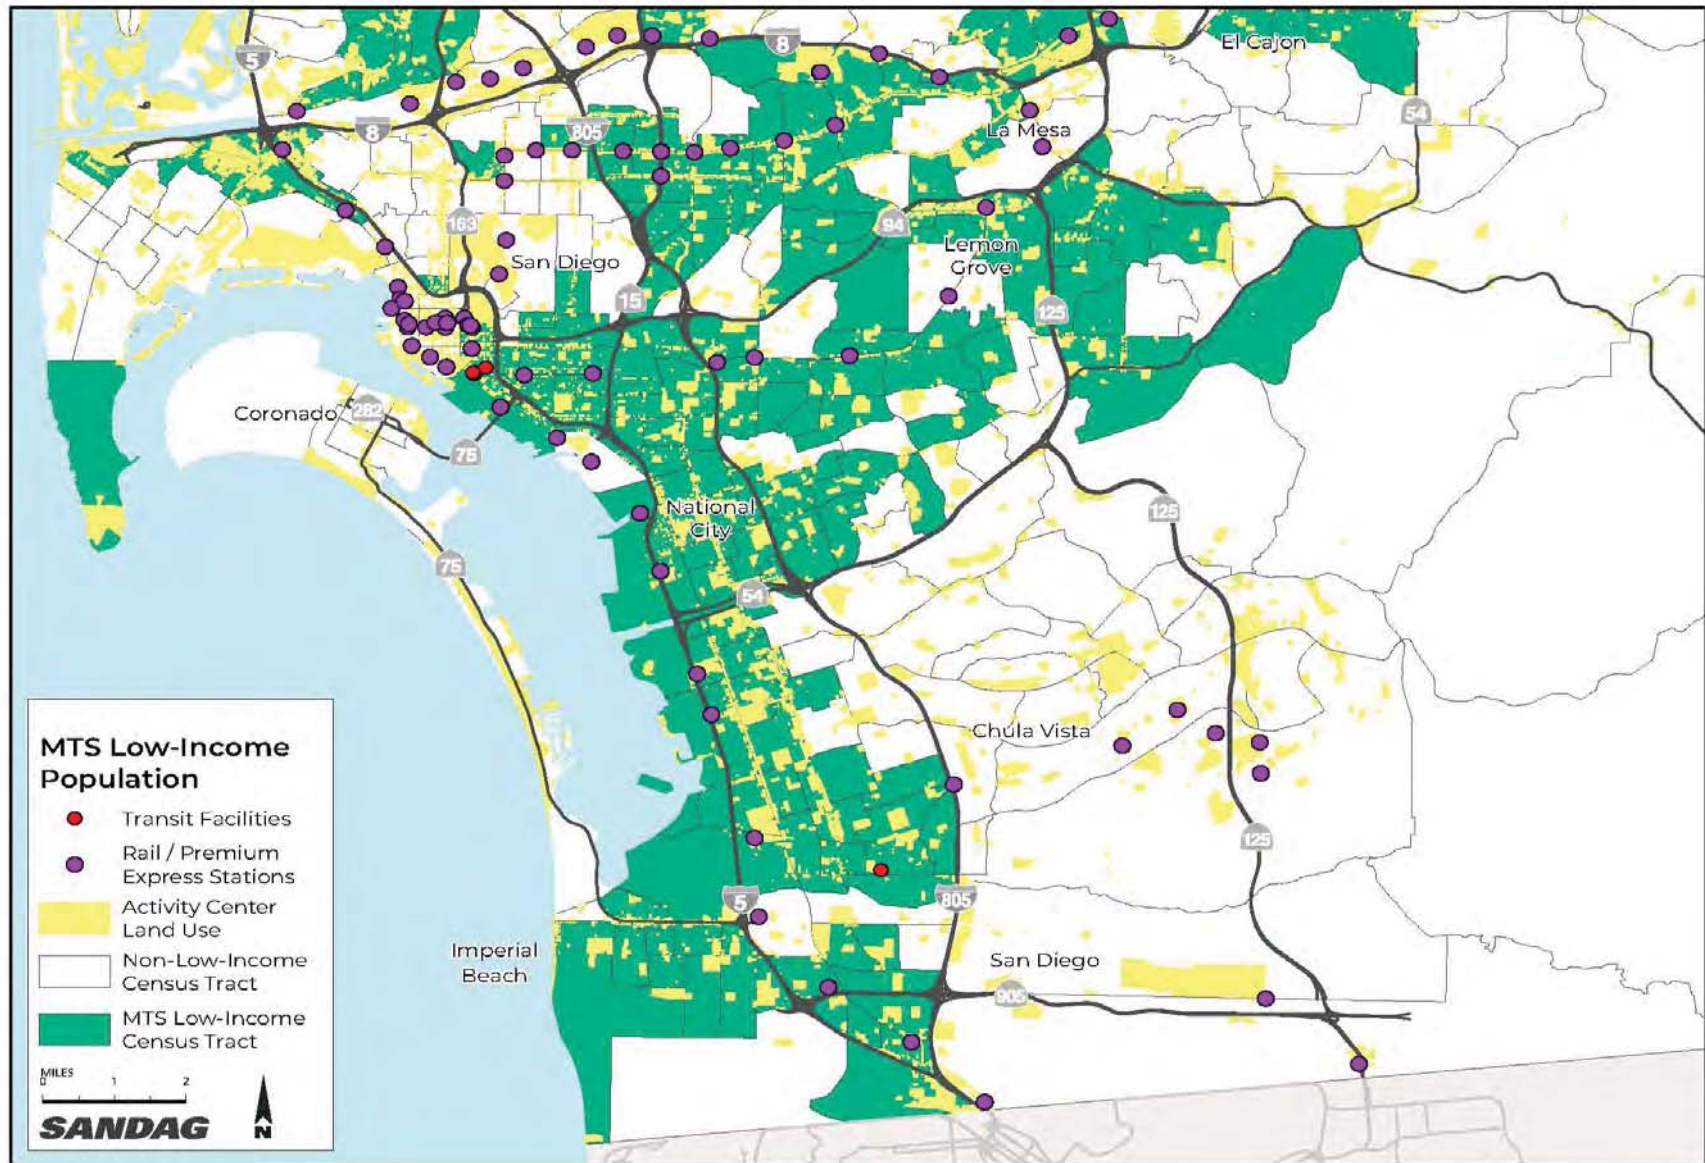 5
8
El Cajon
54
8
805
La Mesa
163
94
San Diego
Lemon
Grove
15
125
Coronado
282
75
National
City
125
75
54
Chula Vista
125
5
805
Imperial
Beach
San Diego
905
MTS Low-Income
Population
Transit Facilities
Rail / Premium
Express Stations
Activity Center
Land Use
Non-Low-Income
Census Tract
MTS Low-Income
Census Tract
MILES
0 1 2
SANDAG
N